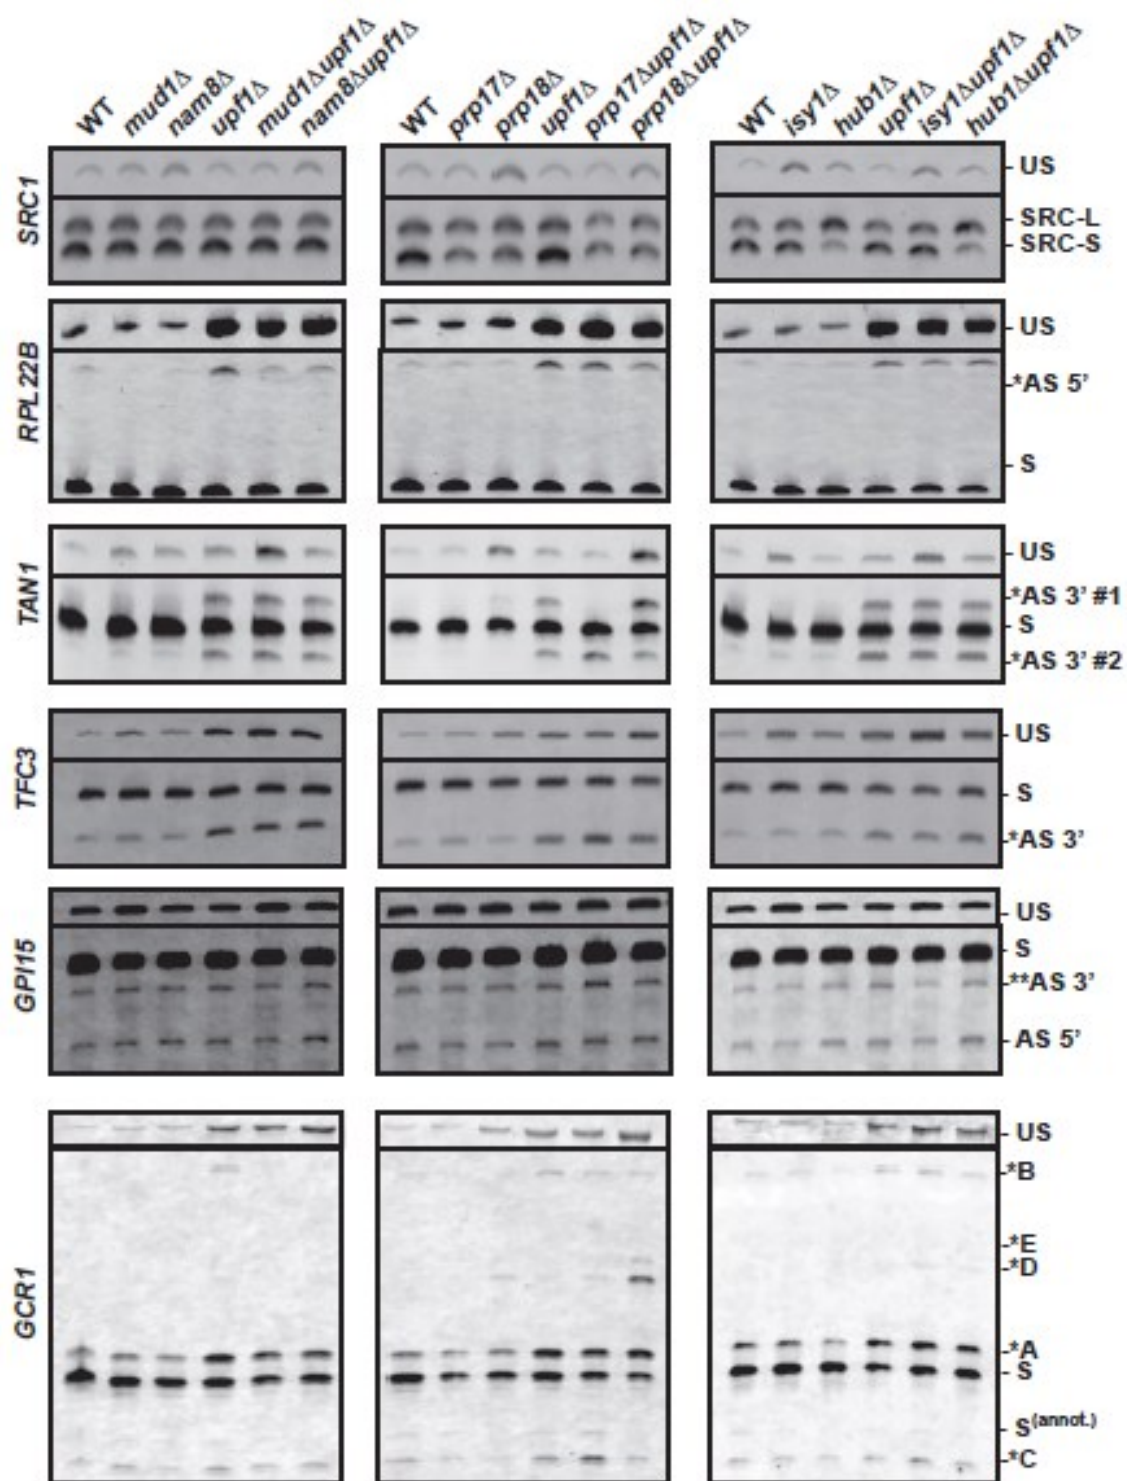 WT mud1Δ nam8Δ upf1Δ mud1Δupf1Δ nam8Δupf1Δ WT prp17Δ prp18Δ upf1Δ prp17Δupf1Δ prp18Δupf1Δ WT isy1Δ hub1Δ upf1Δ isy1Δupf1Δ hub1Δupf1Δ
SRC1
US
SRC-L
SRC-S
RPL22B
US
*AS 5’
S
TAN1
US
*AS 3’ #1
S
*AS 3’ #2
TFC3
US
S
*AS 3’
GPI15
US
S
**AS 3’
AS 5’
GCR1
US
*B
*E
*D
*A
S
S(annot.)
*C